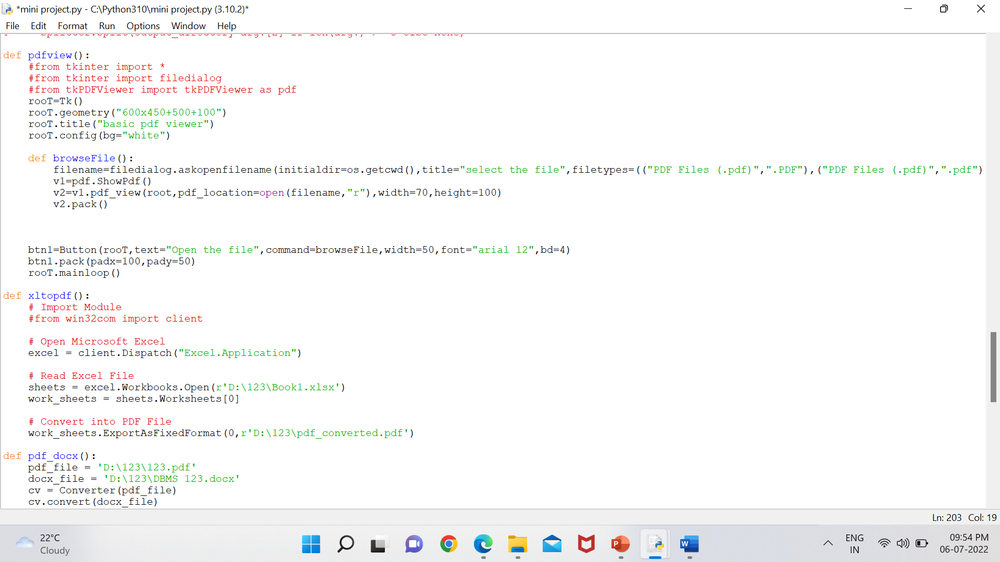 *mini project.py - C:\Python310\mini project.py (3.10.2)*
File Edit Format Run Options Window Help
def pdfview():
    #from tkinter import *
    #from tkinter import filedialog
    #from tkPDFViewer import tkPDFViewer as pdf
    rooT=Tk()
    rooT.geometry("600x450+500+100")
    rooT.title("basic pdf viewer")
    rooT.config(bg="white")
    def browseFile():
        filename=filedialog.askopenfilename(initialdir=os.getcwd(),title="select the file",filetypes=(("PDF Files (.pdf)",".PDF"),("PDF Files (.pdf)",".pdf")
        v1=pdf.ShowPdf()
        v2=v1.pdf_view(root,pdf_location=open(filename,"r"),width=70,height=100)
        v2.pack()
    btn1=Button(rooT,text="Open the file",command=browseFile,width=50,font="arial 12",bd=4)
    btn1.pack(padx=100,pady=50)
    rooT.mainloop()
def xltopdf():
    # Import Module
    #from win32com import client
    # Open Microsoft Excel
    excel = client.Dispatch("Excel.Application")
    # Read Excel File
    sheets = excel.Workbooks.Open(r'D:\123\Book1.xlsx')
    work_sheets = sheets.Worksheets[0]
    # Convert into PDF File
    work_sheets.ExportAsFixedFormat(0,r'D:\123\pdf_converted.pdf')
def pdf_docx():
    pdf_file = 'D:\123\123.pdf'
    docx_file = 'D:\123\DBMS 123.docx'
    cv = Converter(pdf_file)
    cv.convert(docx_file)
Ln: 203 Col: 19
22°C
Cloudy
P
W
ENG
IN
09:54 PM
06-07-2022